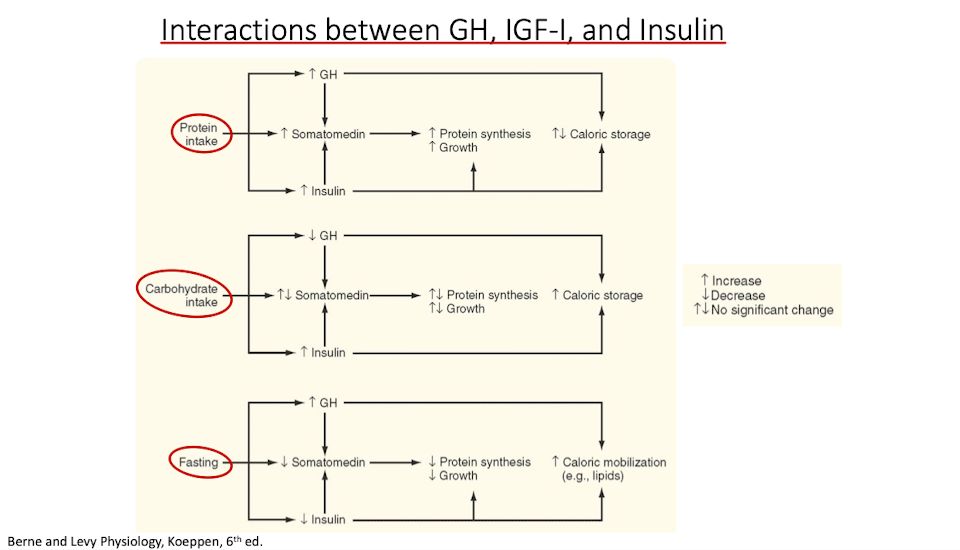 Interactions between GH, IGF-I, and Insulin
↑ GH
Protein
intake
↑ Somatomedin
↑ Protein synthesis
↑ Growth
↑↓ Caloric storage
↑ Insulin
↓ GH
Carbohydrate
intake
↑↓ Somatomedin
↑↓ Protein synthesis
↑↓ Growth
↑ Caloric storage
↑ Insulin
↑ Increase
↓ Decrease
↑↓ No significant change
↑ GH
Fasting
↓ Somatomedin
↓ Protein synthesis
↓ Growth
↑ Caloric mobilization
(e.g., lipids)
↓ Insulin
Berne and Levy Physiology, Koeppen, 6th ed.